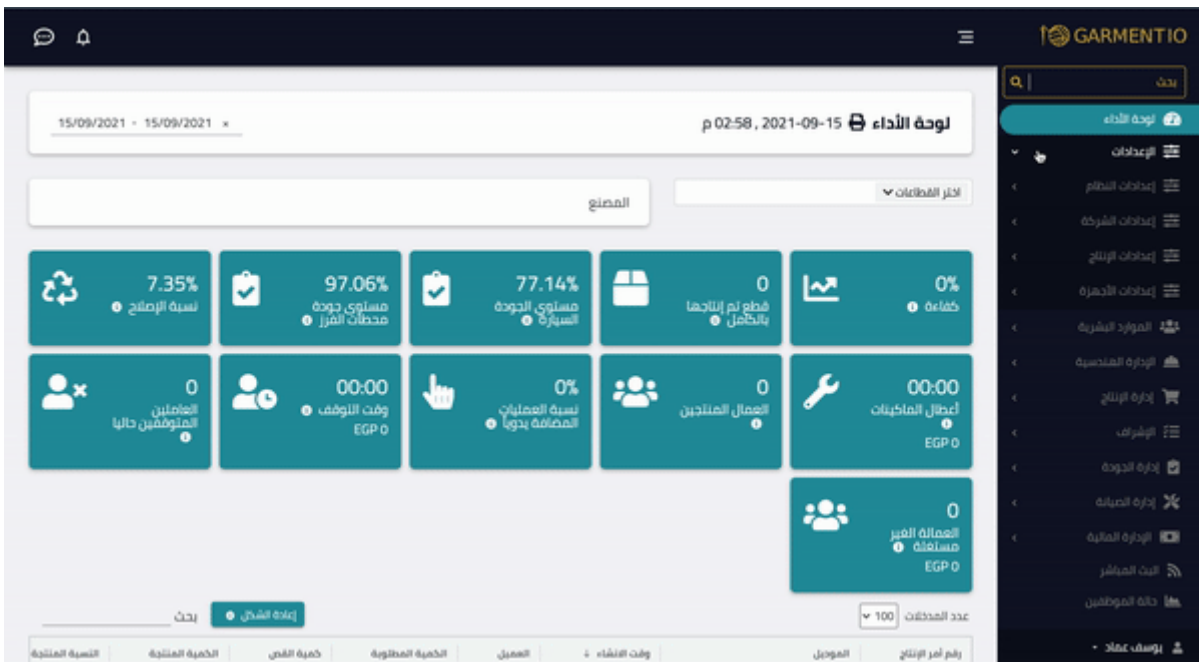 GARMENTIO
بحث
لوحة الأداء
الإعدادات
إعدادات النظام
إعدادات الشركة
إعدادات الإنتاج
إعدادات الأجهزة
الموارد البشرية
الإدارة الهندسية
إدارة الإنتاج
الإشراف
إدارة الجودة
إدارة الصيانة
الإدارة المالية
البث المباشر
حالة الموظفين
يوسف عماد
لوحة الأداء 15-09-2021 , 02:58 م
15/09/2021 - 15/09/2021 ×
اختر القطاعات
المصنع
0%
كفاءة
0
قطع تم إنتاجها
بالكامل
77.14%
مستوى الجودة
السيارة
97.06%
مستوى جودة
محطات الفرز
7.35%
نسبة الإصلاح
00:00
أعطال الماكينات
EGP 0
0
العمال المنتجين
0%
نسبة العمليات
المضافة يدوياً
00:00
وقت التوقف
EGP 0
0
العاملين
المتوقفين حاليا
0
العمالة الغير
مستغلة
EGP 0
عدد المدخلات 100
إعادة الشكل
بحث
رقم أمر الإنتاج الموديل وقت الانشاء العميل الكمية المطلوبة كمية القص الكمية المنتجة النسبة المنتجة